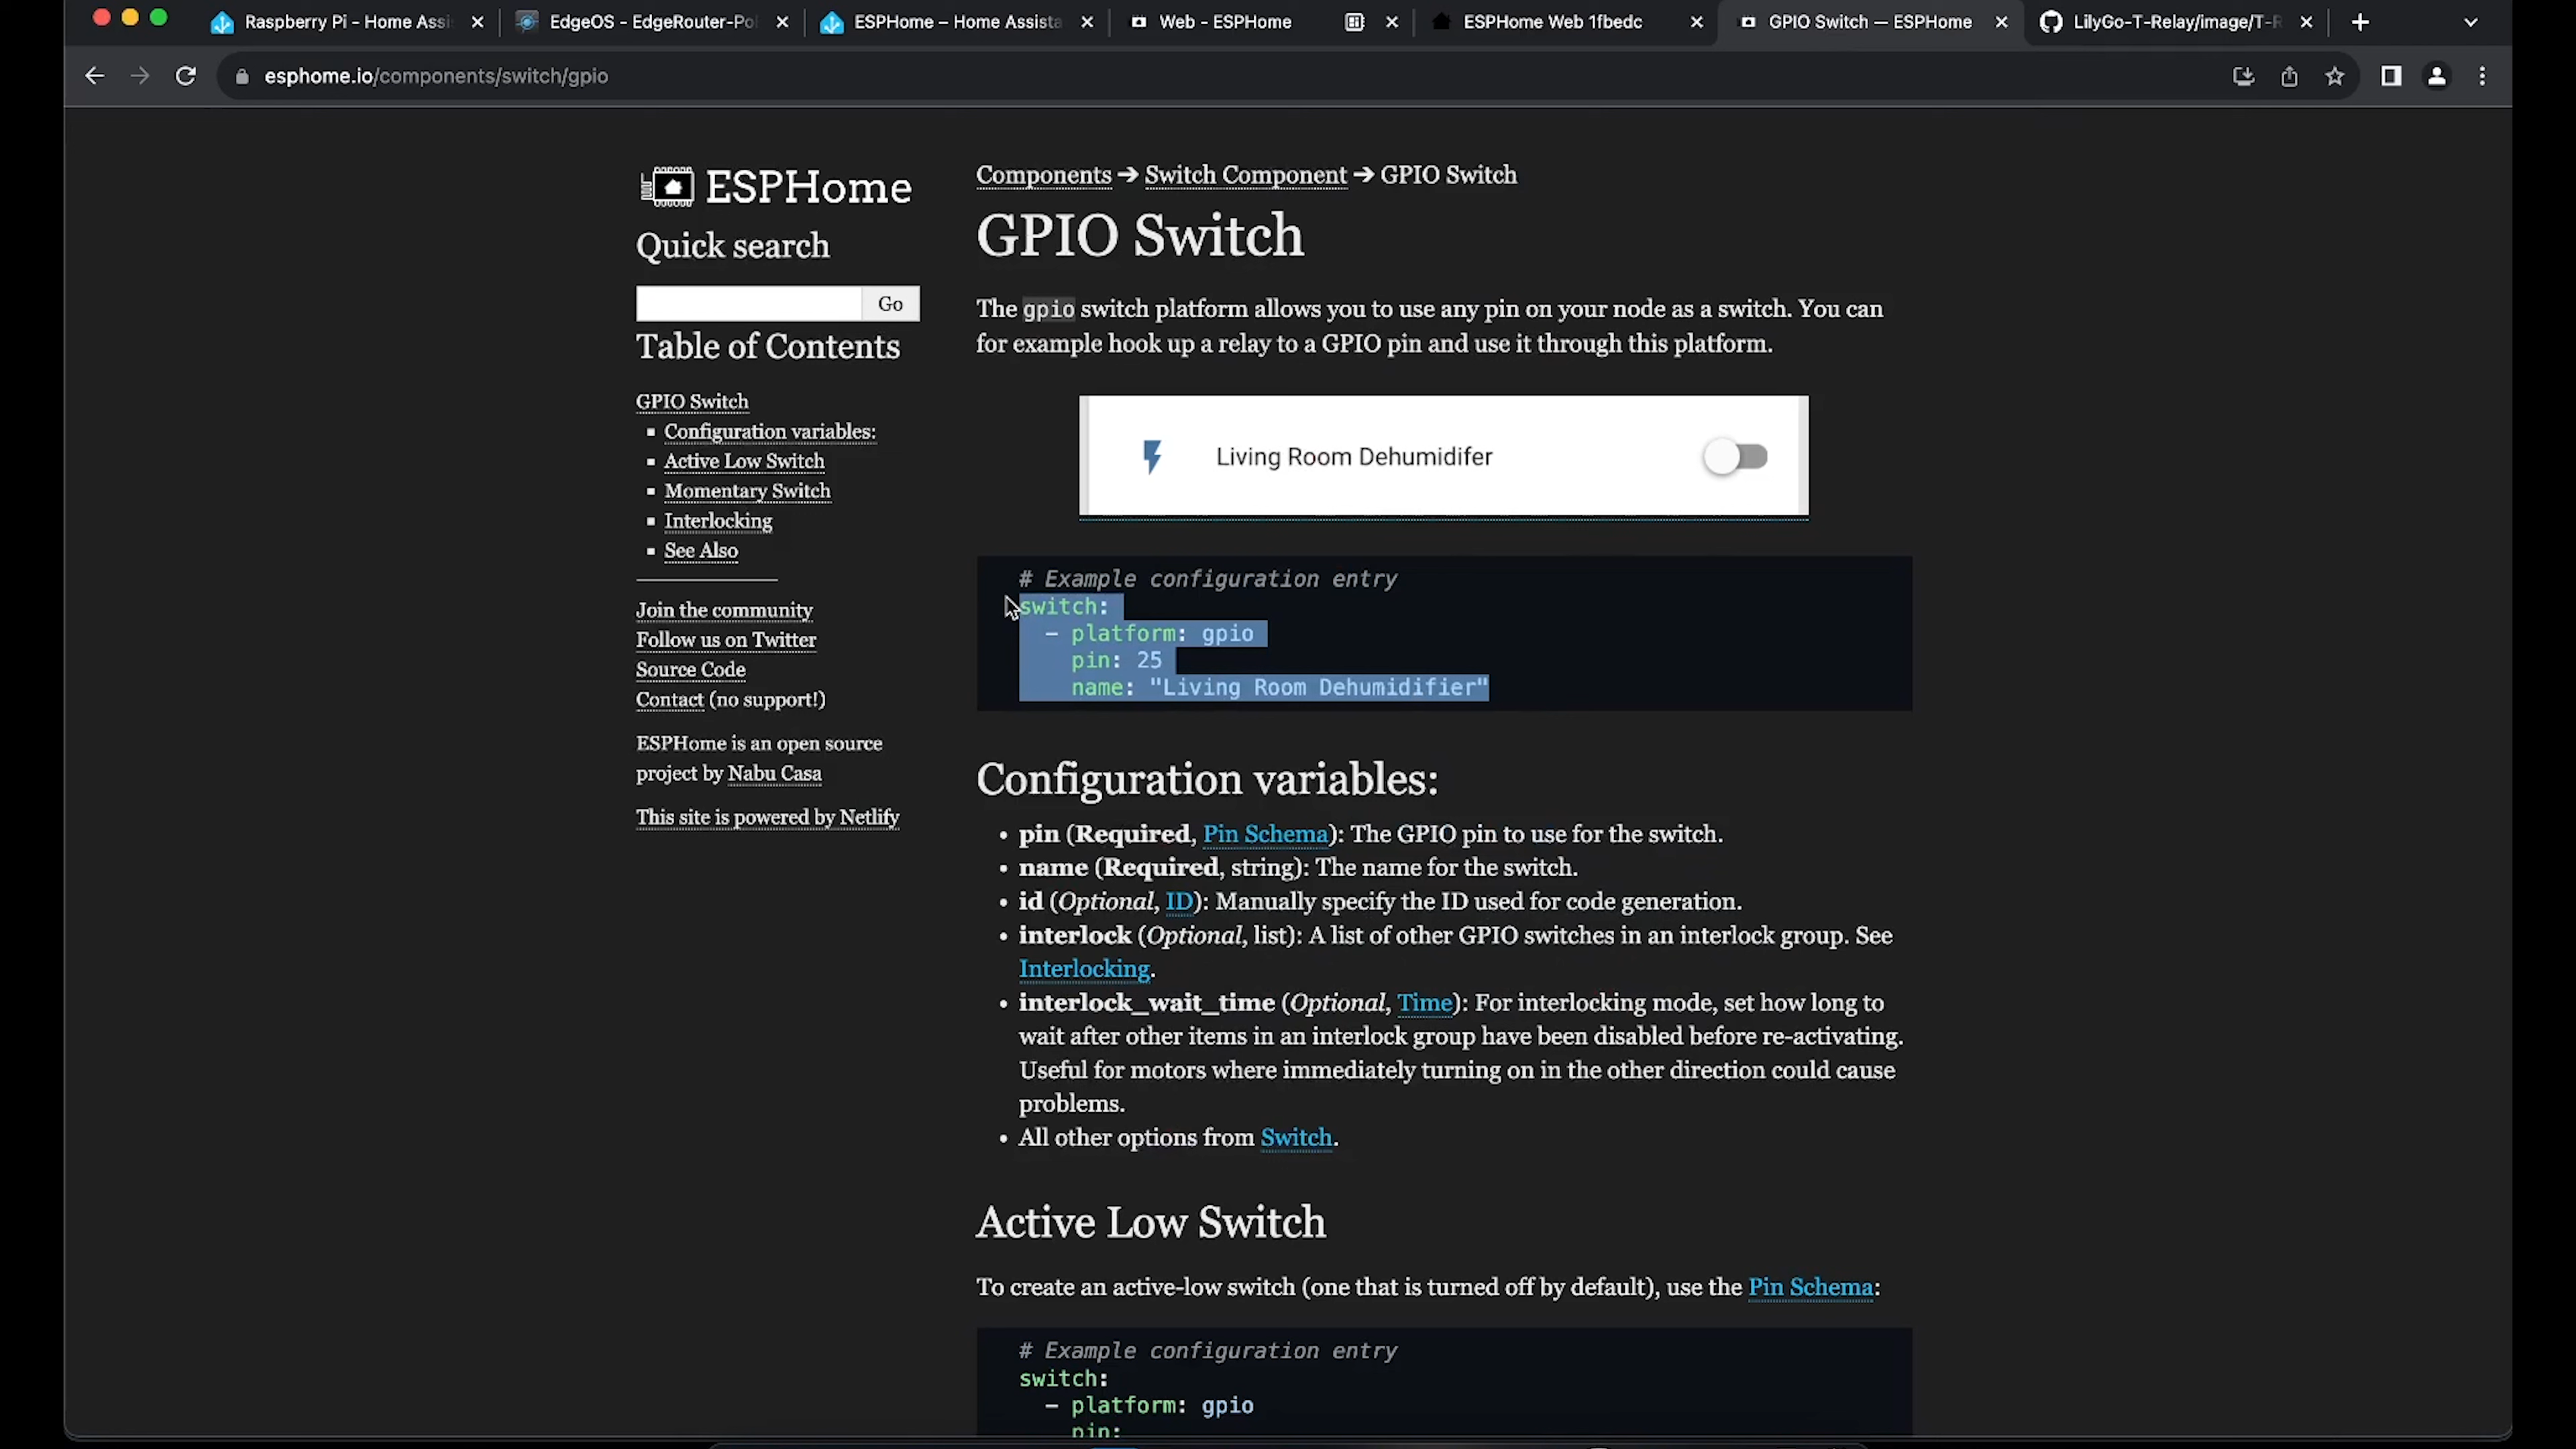 Raspberry Pi - Home Assi
EdgeOS - EdgeRouter-Po
ESPHome – Home Assista
Web - ESPHome
ESPHome Web 1fbedc
GPIO Switch — ESPHome
LilyGo-T-Relay/image/T-R
esphome.io/components/switch/gpio
ESPHome
Quick search
Go
Table of Contents
GPIO Switch
Configuration variables:
Active Low Switch
Momentary Switch
Interlocking
See Also
Join the community
Follow us on Twitter
Source Code
Contact (no support!)
ESPHome is an open source
project by Nabu Casa
This site is powered by Netlify
Components ➔ Switch Component ➔ GPIO Switch
GPIO Switch
The gpio switch platform allows you to use any pin on your node as a switch. You can
for example hook up a relay to a GPIO pin and use it through this platform.
Living Room Dehumidifer
# Example configuration entry
switch:
- platform: gpio
pin: 25
name: "Living Room Dehumidifier"
Configuration variables:
• pin (Required, Pin Schema): The GPIO pin to use for the switch.
• name (Required, string): The name for the switch.
• id (Optional, ID): Manually specify the ID used for code generation.
• interlock (Optional, list): A list of other GPIO switches in an interlock group. See
Interlocking.
• interlock_wait_time (Optional, Time): For interlocking mode, set how long to
wait after other items in an interlock group have been disabled before re-activating.
Useful for motors where immediately turning on in the other direction could cause
problems.
• All other options from Switch.
Active Low Switch
To create an active-low switch (one that is turned off by default), use the Pin Schema:
# Example configuration entry
switch:
- platform: gpio
pin: